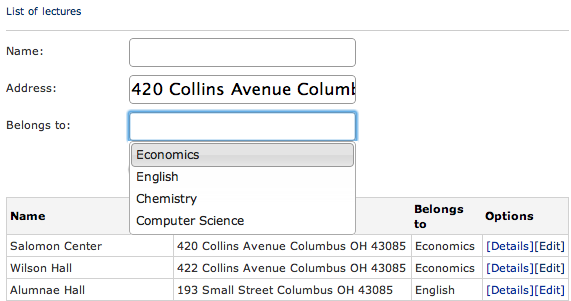 List of lectures
Name:
Address: 420 Collins Avenue Columb
Belongs to:
Economics
English
Chemistry
Computer Science
Name Belongs to Options
Salomon Center 420 Collins Avenue Columbus OH 43085 Economics [Details][Edit]
Wilson Hall 422 Collins Avenue Columbus OH 43085 Economics [Details][Edit]
Alumnae Hall 193 Small Street Columbus OH 43085 English [Details][Edit]